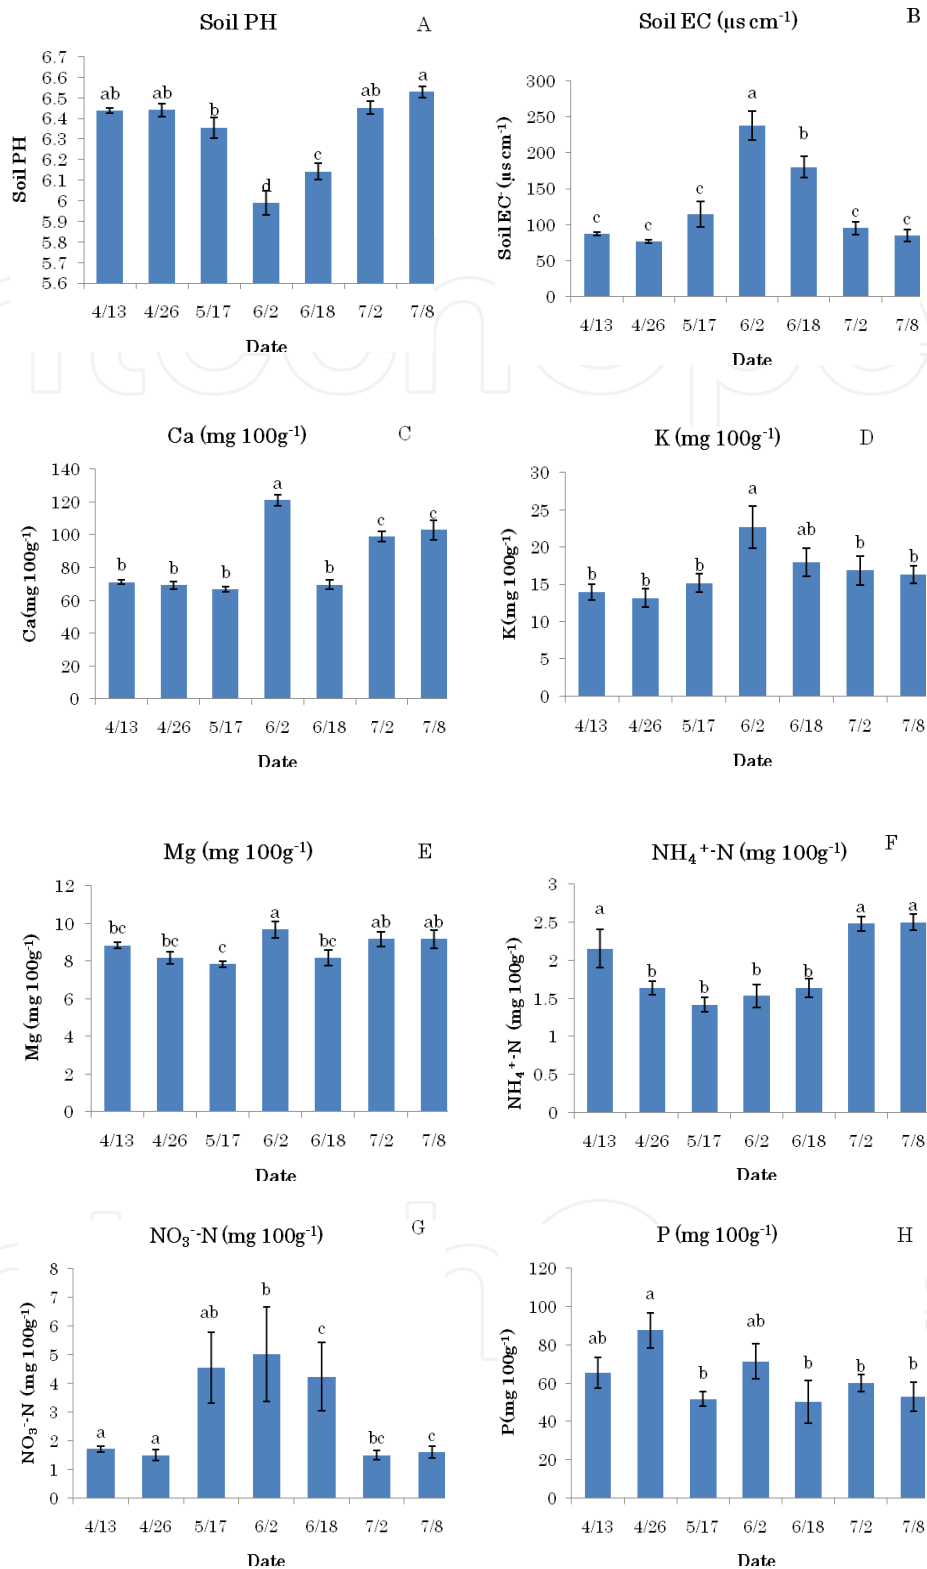 Soil PH A
6.7
6.6
6.5
6.4
6.3
6.2
6.1
6
5.9
5.8
5.7
5.6
Soil PH
ab ab b d c ab a
4/13 4/26 5/17 6/2 6/18 7/2 7/8
Date
Soil EC (µs cm-1) B
300
250
200
150
100
50
0
Soil EC- (µs cm-1)
c c c a b c c
4/13 4/26 5/17 6/2 6/18 7/2 7/8
Date
Ca (mg 100g-1) C
140
120
100
80
60
40
20
0
Ca(mg 100g-1)
b b b a b c c
4/13 4/26 5/17 6/2 6/18 7/2 7/8
Date
K (mg 100g-1) D
30
25
20
15
10
5
0
K(mg 100g-1)
b b b a ab b b
4/13 4/26 5/17 6/2 6/18 7/2 7/8
Date
Mg (mg 100g-1) E
12
10
8
6
4
2
0
Mg (mg 100g-1)
bc bc c a bc ab ab
4/13 4/26 5/17 6/2 6/18 7/2 7/8
Date
NH4+-N (mg 100g-1) F
3
2.5
2
1.5
1
0.5
0
NH4+-N (mg 100g-1)
a b b b b a a
4/13 4/26 5/17 6/2 6/18 7/2 7/8
Date
NO3--N (mg 100g-1) G
8
7
6
5
4
3
2
1
0
NO3--N (mg 100g-1)
a a ab b c bc c
4/13 4/26 5/17 6/2 6/18 7/2 7/8
Date
P (mg 100g-1) H
120
100
80
60
40
20
0
P(mg 100g-1)
ab a b ab b b b
4/13 4/26 5/17 6/2 6/18 7/2 7/8
Date